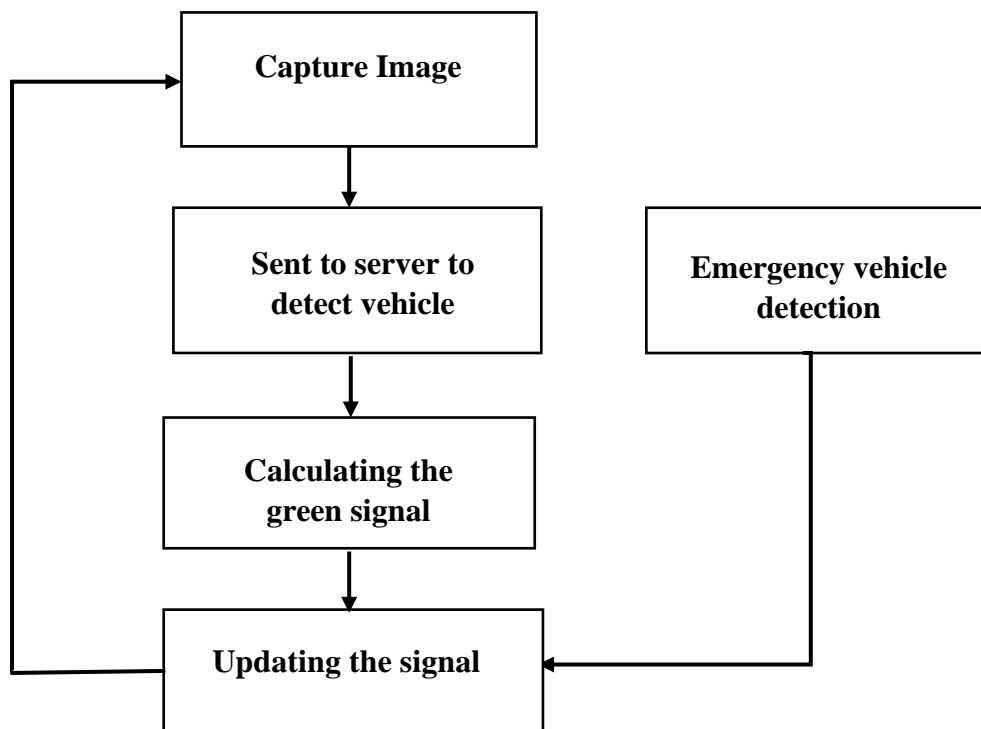 Capture Image
Sent to server to
detect vehicle
Emergency vehicle
detection
Calculating the
green signal
Updating the signal